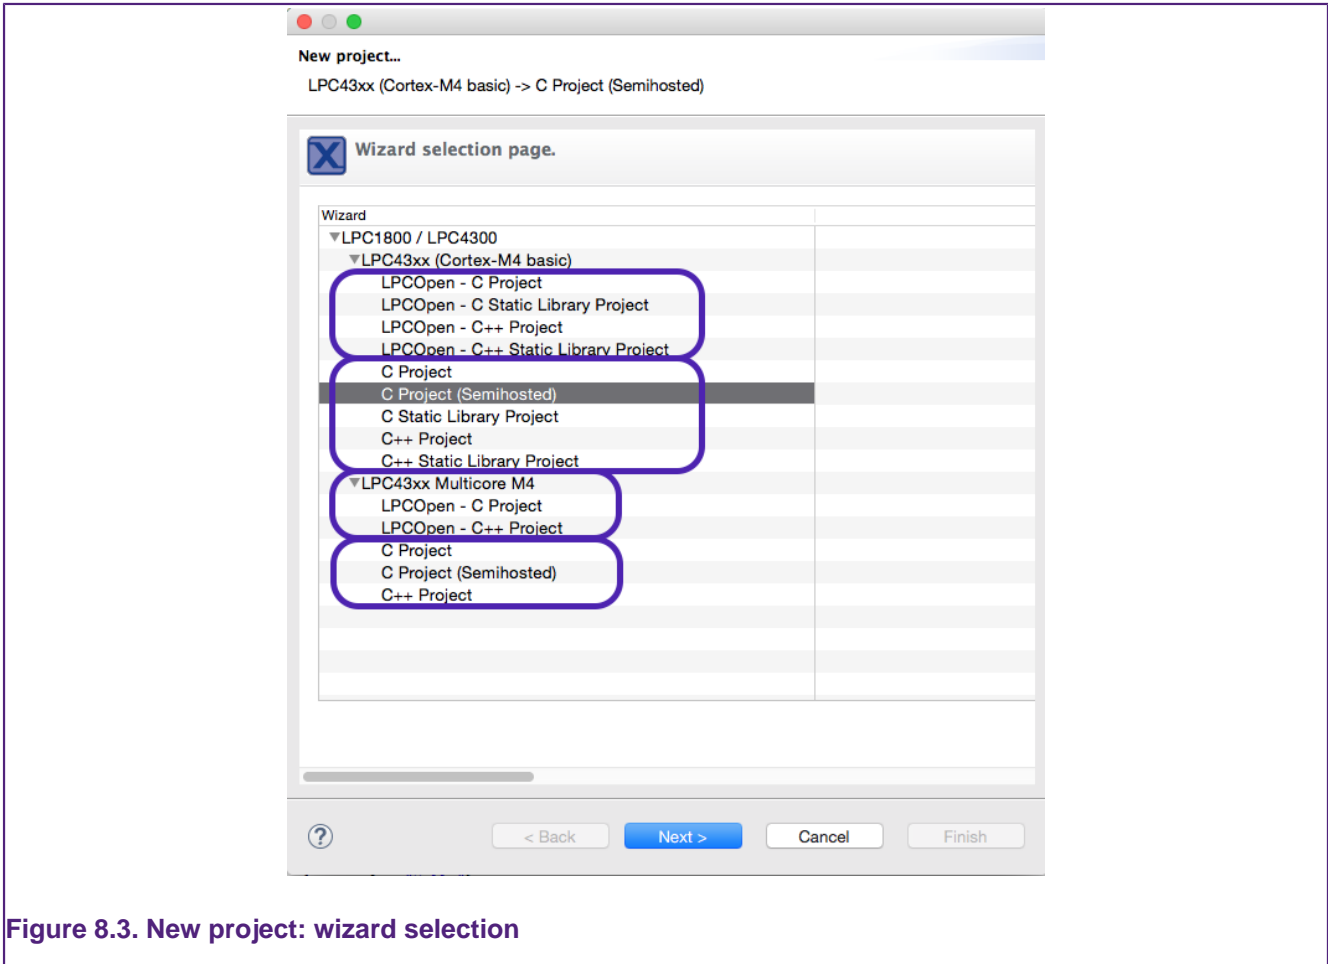 New project...
LPC43xx (Cortex-M4 basic) -> C Project (Semihosted)
Wizard selection page.
Wizard
LPC1800 / LPC4300
LPC43xx (Cortex-M4 basic)
LPCOpen - C Project
LPCOpen - C Static Library Project
LPCOpen - C++ Project
LPCOpen - C++ Static Library Project
C Project
C Project (Semihosted)
C Static Library Project
C++ Project
C++ Static Library Project
LPC43xx Multicore M4
LPCOpen - C Project
LPCOpen - C++ Project
C Project
C Project (Semihosted)
C++ Project
? < Back Next > Cancel Finish
Figure 8.3. New project: wizard selection